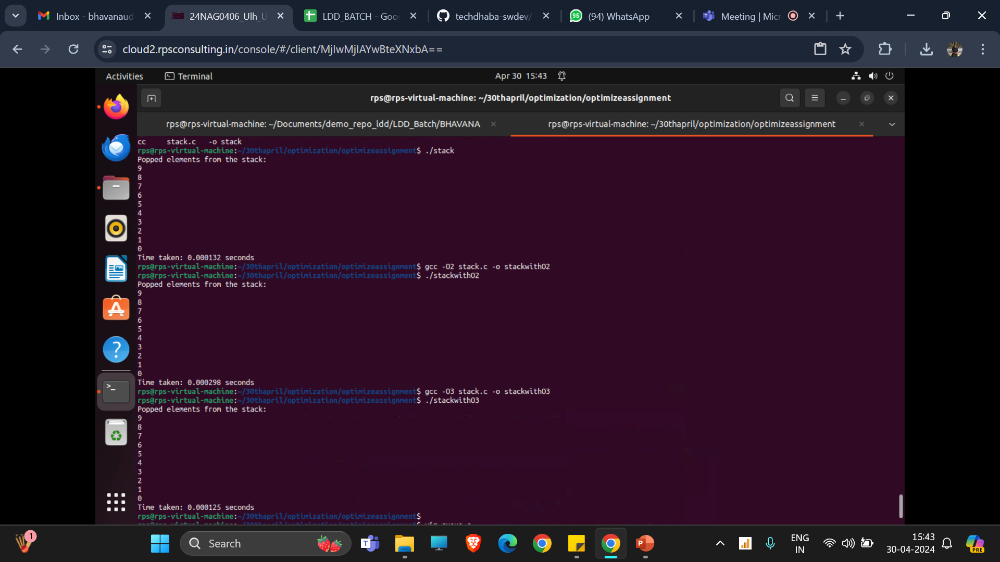 Inbox - bhavanaud
24NAG0406_Ulh_U
LDD_BATCH - Goo
techdhaba-swdev/
95
(94) WhatsApp
Meeting | Micr
cloud2.rpsconsulting.in/console/#/client/MjIwMjIAYwBteXNxbA==
Activities
Terminal
Apr 30 15:43
rps@rps-virtual-machine: ~/30thapril/optimization/optimizeassignment
rps@rps-virtual-machine: ~/Documents/demo_repo_ldd/LDD_Batch/BHAVANA
rps@rps-virtual-machine: ~/30thapril/optimization/optimizeassignment
cc     stack.c   -o stack
rps@rps-virtual-machine:~/30thapril/optimization/optimizeassignment$ ./stack
Popped elements from the stack:
9
8
7
6
5
4
3
2
1
0
Time taken: 0.000132 seconds
rps@rps-virtual-machine:~/30thapril/optimization/optimizeassignment$ gcc -O2 stack.c -o stackwithO2
rps@rps-virtual-machine:~/30thapril/optimization/optimizeassignment$ ./stackwithO2
Popped elements from the stack:
9
8
7
6
5
4
3
2
1
0
Time taken: 0.000298 seconds
rps@rps-virtual-machine:~/30thapril/optimization/optimizeassignment$ gcc -O3 stack.c -o stackwithO3
rps@rps-virtual-machine:~/30thapril/optimization/optimizeassignment$ ./stackwithO3
Popped elements from the stack:
9
8
7
6
5
4
3
2
1
0
Time taken: 0.000125 seconds
rps@rps-virtual-machine:~/30thapril/optimization/optimizeassignment$
1
Search
ENG
IN
15:43
30-04-2024
PRE